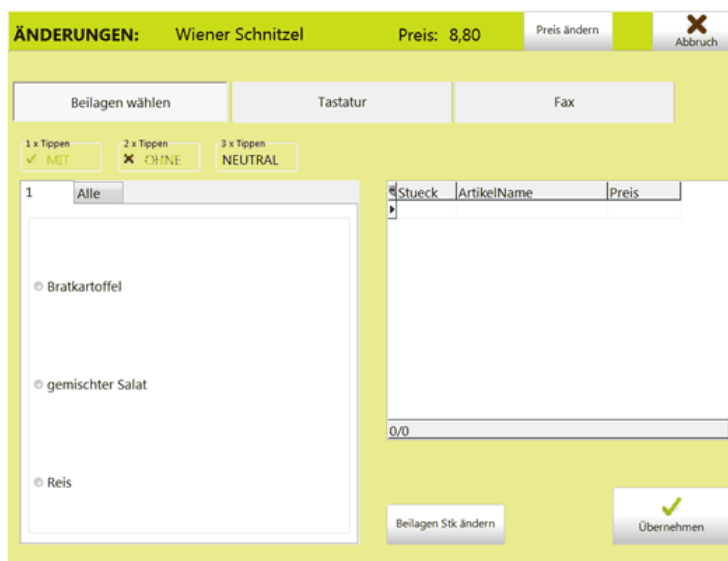 ÄNDERUNGEN: Wiener Schnitzel Preis: 8,80 Preis ändern Abbruch
Beilagen wählen Tastatur Fax
1 x Tippen 2 x Tippen 3 x Tippen
MIT OHNE NEUTRAL
1 Alle
Stueck ArtikelName Preis
Bratkartoffel
gemischter Salat
Reis
0/0
Beilagen Stk ändern
Übernehmen